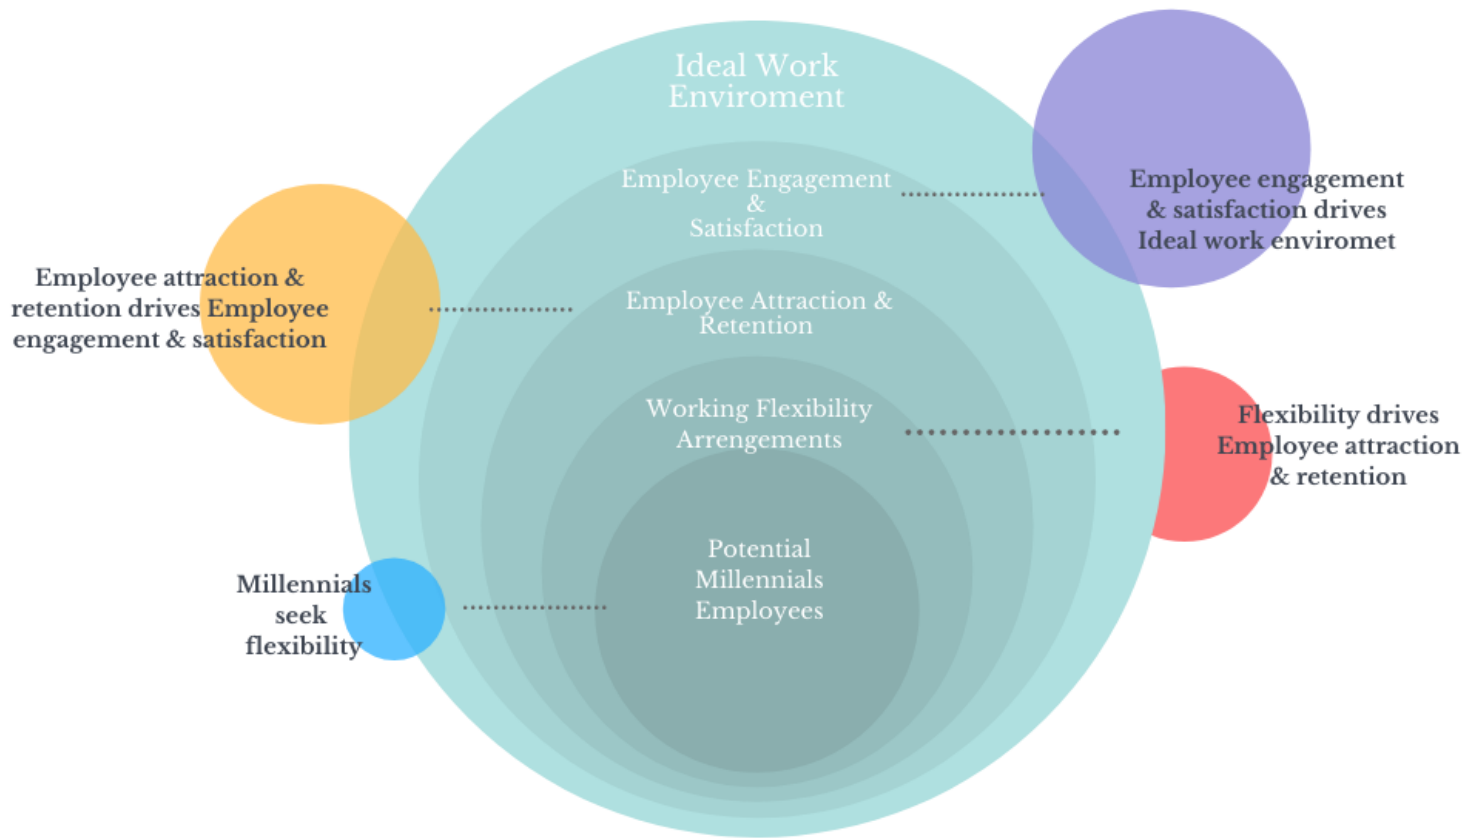 Ideal Work
Enviroment
Employee Engagement
&
Satisfaction
Employee engagement
& satisfaction drives
Ideal work enviromet
Employee attraction &
retention drives Employee
engagement & satisfaction
Employee Attraction &
Retention
Working Flexibility
Arrengements
Flexibility drives
Employee attraction
& retention
Potential
Millennials
Employees
Millennials
seek
flexibility